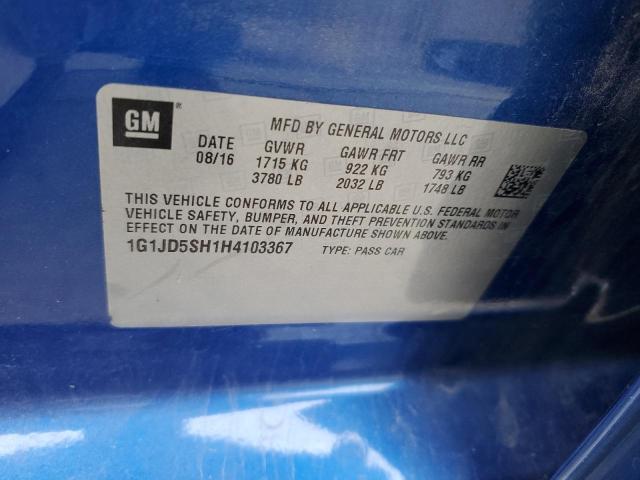 GM ®
MFD BY GENERAL MOTORS LLC
DATE GVWR GAWR FRT GAWR RR
08/16 1715 KG 922 KG 793 KG
3780 LB 2032 LB 1748 LB
THIS VEHICLE CONFORMS TO ALL APPLICABLE U.S. FEDERAL MOTOR
VEHICLE SAFETY, BUMPER, AND THEFT PREVENTION STANDARDS IN
EFFECT ON THE DATE OF MANUFACTURE SHOWN ABOVE.
1G1JD5SH1H4103367 TYPE: PASS CAR